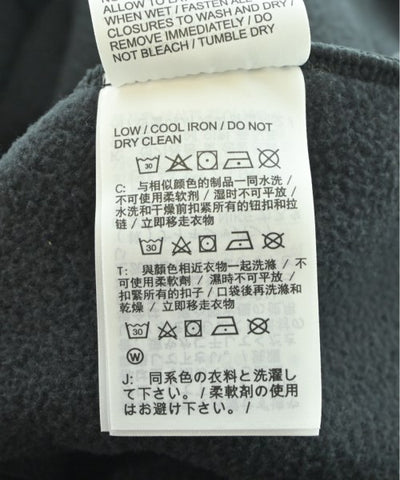 ALLOW TO
WHEN WET / FASTEN ALL
CLOSURES TO WASH AND DRY /
REMOVE IMMEDIATELY / DO
NOT BLEACH / TUMBLE DRY
LOW / COOL IRON / DO NOT
DRY CLEAN
30
C: 与相似颜色的制品一同水洗 /
不可使用柔软剂 / 湿时不可平放 /
水洗和干燥前扣紧所有的钮扣和拉
链 / 立即移走衣物
30
T: 與顏色相近衣物一起洗滌 / 不
可使用柔軟劑 / 濕時不可平放 /
扣緊所有的扣子 / 口袋後再洗滌和
乾燥 / 立即移走衣物
30
W
J: 同系色の衣料と洗濯し
て下さい。/ 柔軟剤の使用
はお避け下さい。/